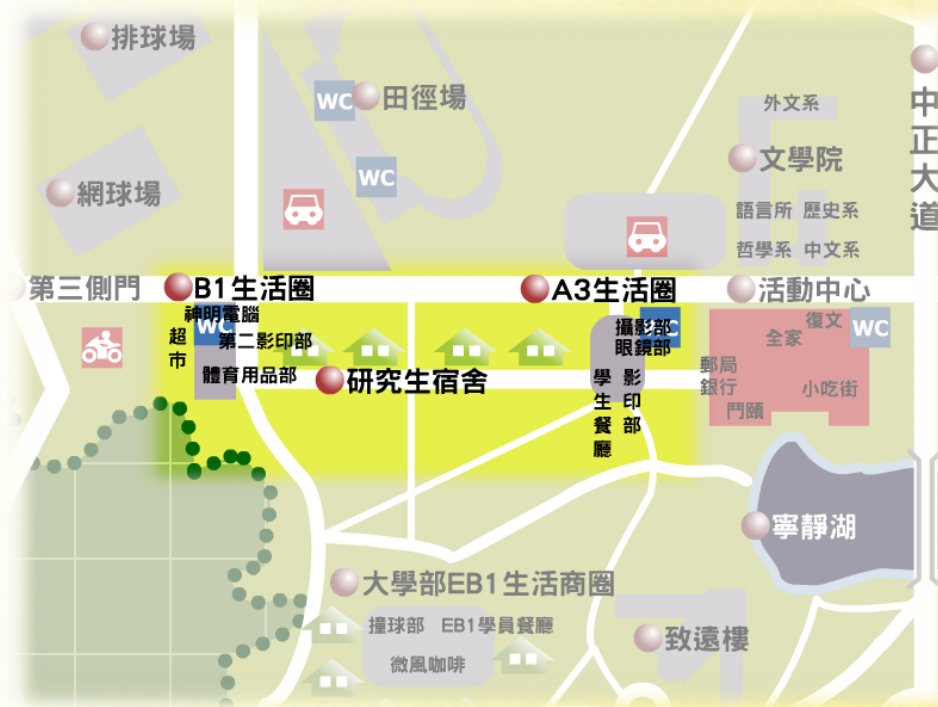 排球場
WC
田徑場
外文系
中正大道
文學院
WC
網球場
語言所 歷史系
哲學系 中文系
第三側門
B1生活圈
A3生活圈
活動中心
神明電腦
WC
超市
第二影印部
體育用品部
研究生宿舍
攝影部
眼鏡部
WC
學生餐廳
影印部
復文
全家
WC
郵局
銀行
小吃街
鬥頤
寧靜湖
大學部EB1生活商圈
撞球部 EB1學員餐廳
微風咖啡
致遠樓